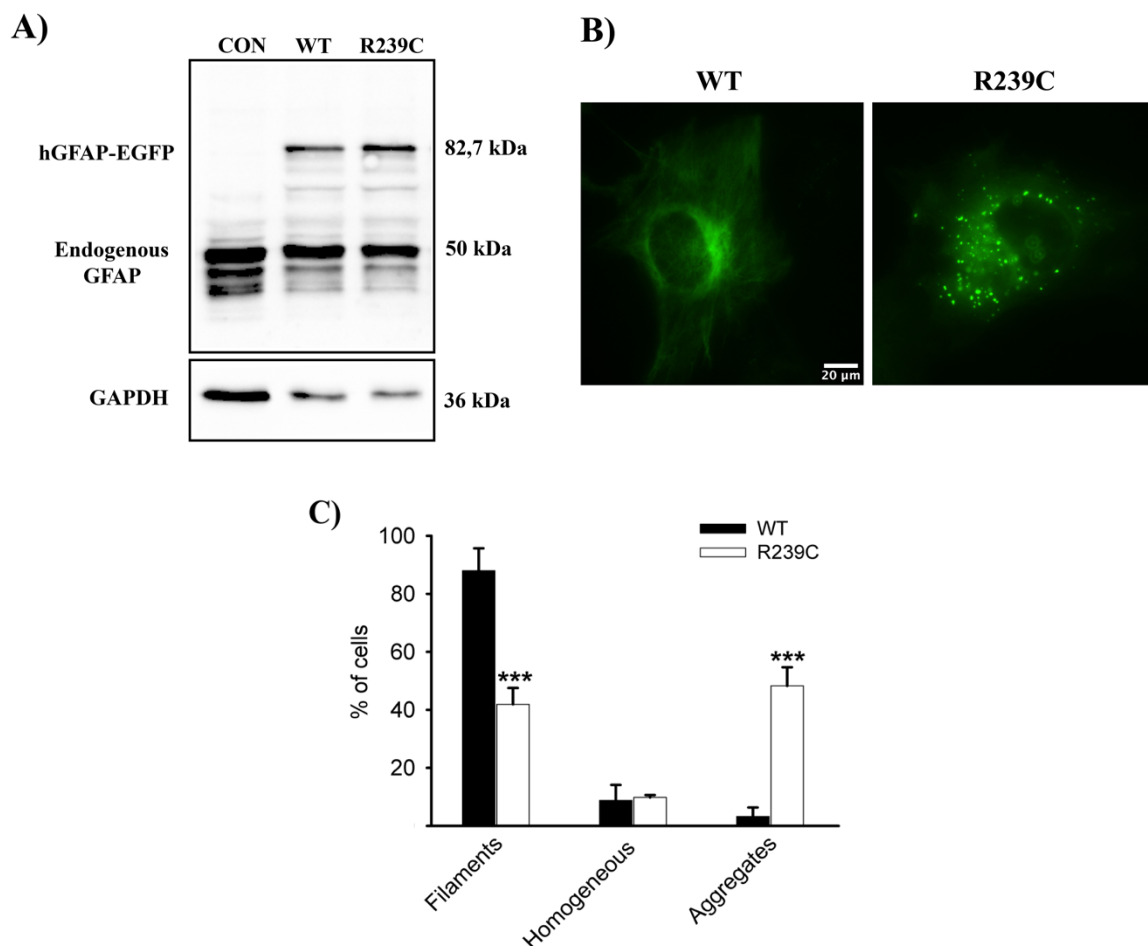 A)
CON WT R239C
hGFAP-EGFP 82,7 kDa
Endogenous 50 kDa
GFAP
GAPDH 36 kDa
B)
WT R239C
20 µm
C)
WT
R239C
100
80
60
40
20
% of cells
***
***
Filaments
Homogeneous
Aggregates